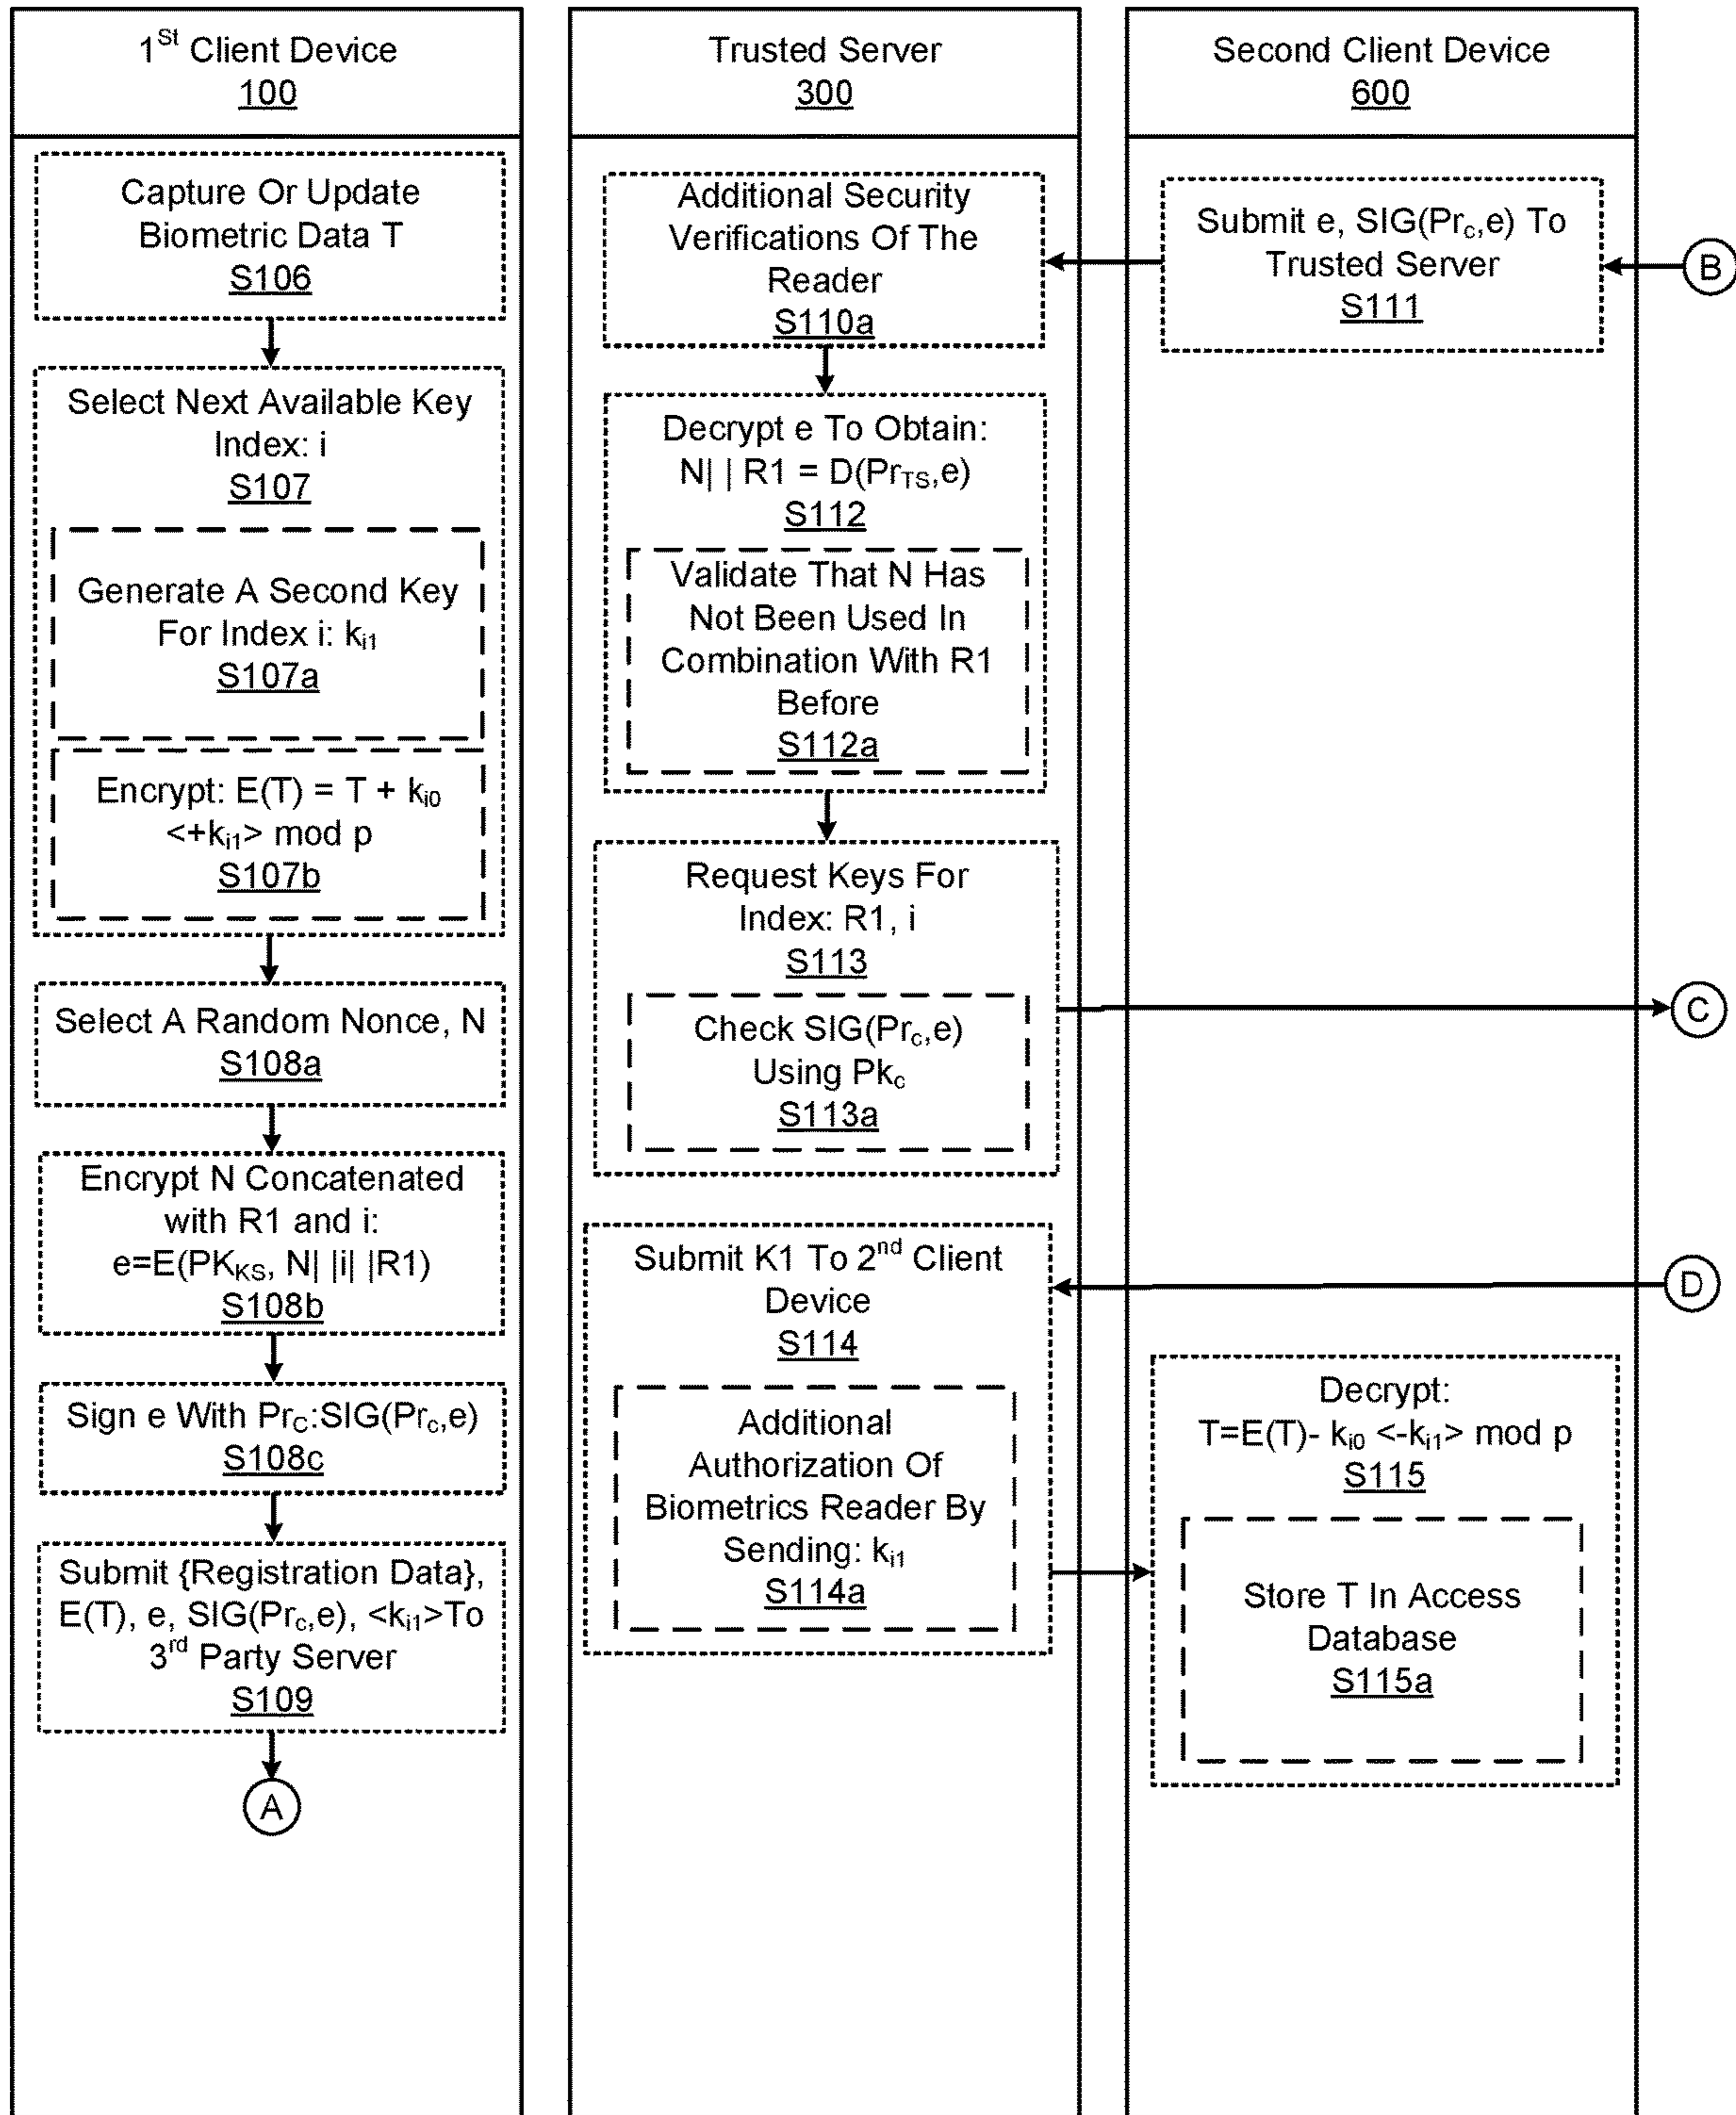 1St Client Device
100
Capture Or Update
Biometric Data T
S106
Select Next Available Key
Index: i
S107
Generate A Second Key
For Index i: ki1
S107a
Encrypt: E(T) = T + ki0
<+ki1> mod p
S107b
Select A Random Nonce, N
S108a
Encrypt N Concatenated
with R1 and i:
e=E(PKKS, N| |i| |R1)
S108b
Sign e With PrC:SIG(Prc,e)
S108c
Submit {Registration Data},
E(T), e, SIG(Prc,e), <ki1>To
3rd Party Server
S109
A
Trusted Server
300
Additional Security
Verifications Of The
Reader
S110a
Decrypt e To Obtain:
N| | R1 = D(PrTS,e)
S112
Validate That N Has
Not Been Used In
Combination With R1
Before
S112a
Request Keys For
Index: R1, i
S113
Check SIG(Prc,e)
Using Pkc
S113a
Submit K1 To 2nd Client
Device
S114
Additional
Authorization Of
Biometrics Reader By
Sending: ki1
S114a
Second Client Device
600
Submit e, SIG(Prc,e) To
Trusted Server
S111
B
C
D
Decrypt:
T=E(T)- ki0 <-ki1> mod p
S115
Store T In Access
Database
S115a